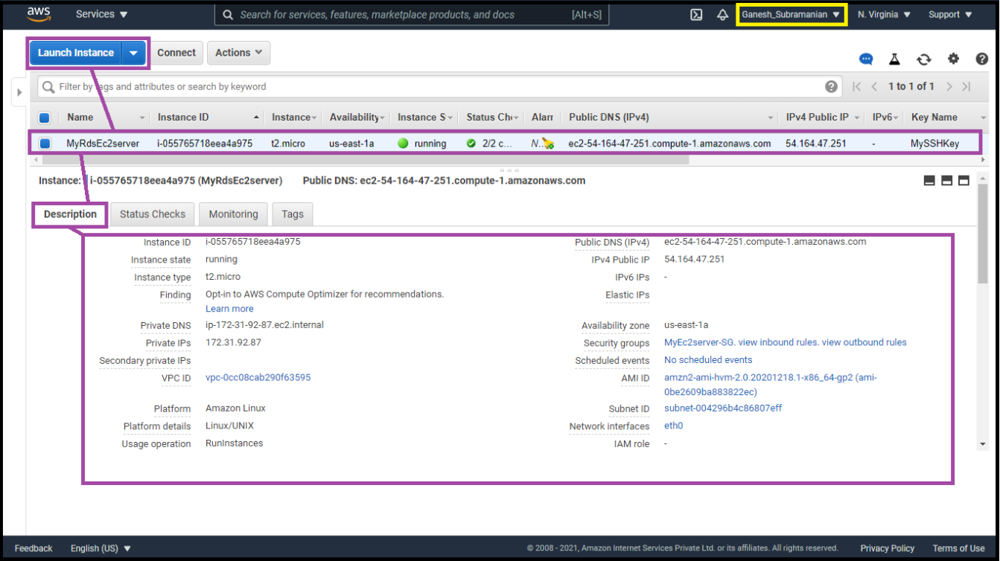 aws Services Search for services, features, marketplace products, and docs [Alt+S] Ganesh_Subramanian N. Virginia Support
Launch Instance Connect Actions
Filter by tags and attributes or search by keyword 1 to 1 of 1
Name Instance ID Instance Availability Instance S Status Che Alarr Public DNS (IPv4) IPv4 Public IP IPv6 Key Name
MyRdsEc2server i-055765718eea4a975 t2.micro us-east-1a running 2/2 c... N... ec2-54-164-47-251.compute-1.amazonaws.com 54.164.47.251 - MySSHKey
Instance: i-055765718eea4a975 (MyRdsEc2server) Public DNS: ec2-54-164-47-251.compute-1.amazonaws.com
Description Status Checks Monitoring Tags
Instance ID i-055765718eea4a975 Public DNS (IPv4) ec2-54-164-47-251.compute-1.amazonaws.com
Instance state running IPv4 Public IP 54.164.47.251
Instance type t2.micro IPv6 IPs -
Finding Opt-in to AWS Compute Optimizer for recommendations. Elastic IPs
Learn more
Private DNS ip-172-31-92-87.ec2.internal Availability zone us-east-1a
Private IPs 172.31.92.87 Security groups MyEc2server-SG. view inbound rules. view outbound rules
Secondary private IPs Scheduled events No scheduled events
VPC ID vpc-0cc08cab290f63595 AMI ID amzn2-ami-hvm-2.0.20201218.1-x86_64-gp2 (ami-
0be2609ba883822ec)
Platform Amazon Linux Subnet ID subnet-004296b4c86807eff
Platform details Linux/UNIX Network interfaces eth0
Usage operation RunInstances IAM role -
Feedback English (US) © 2008 - 2021, Amazon Internet Services Private Ltd. or its affiliates. All rights reserved. Privacy Policy Terms of Use